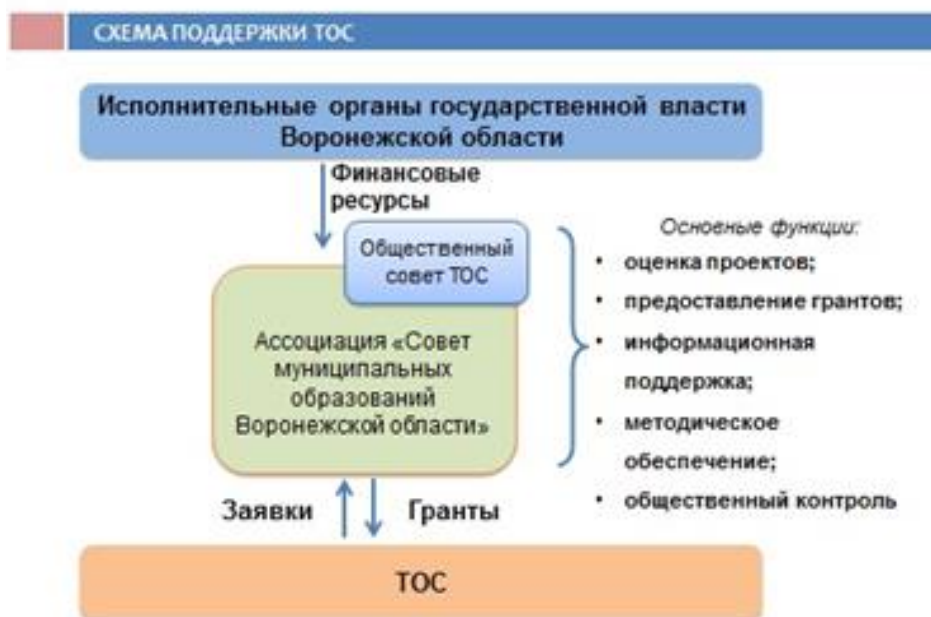 СХЕМА ПОДДЕРЖКИ ТОС
Исполнительные органы государственной власти
Воронежской области
Финансовые
ресурсы
Общественный
совет ТОС
Ассоциация «Совет
муниципальных
образований
Воронежской области»
Основные функции:
• оценка проектов;
• предоставление грантов;
• информационная
поддержка;
• методическое
обеспечение;
• общественный контроль
Заявки
Гранты
ТОС